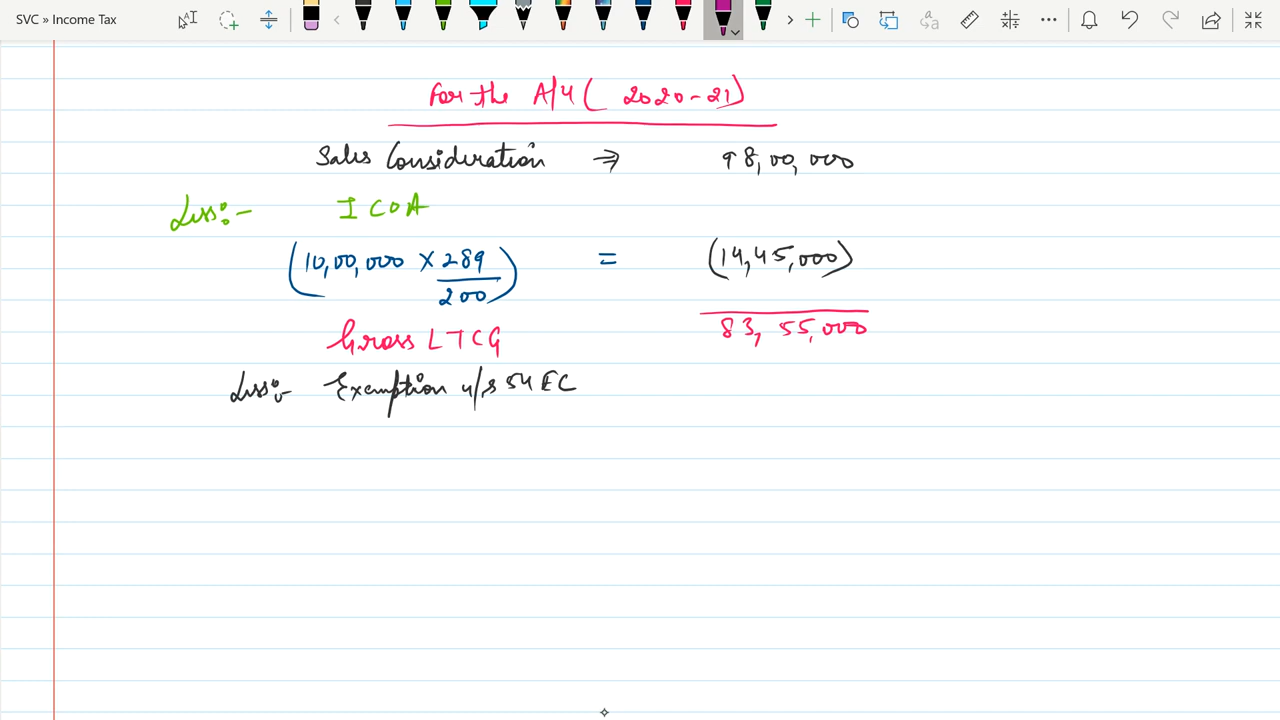 SVC » Income Tax
For the A/Y ( 2020-21)
Sales Consideration ⇒ 98,00,000
Less:- ICOA
(10,00,000 × 289/200) = (14,45,000)
Gross LTCG 83,55,000
Less:- Exemption u/s 54EC